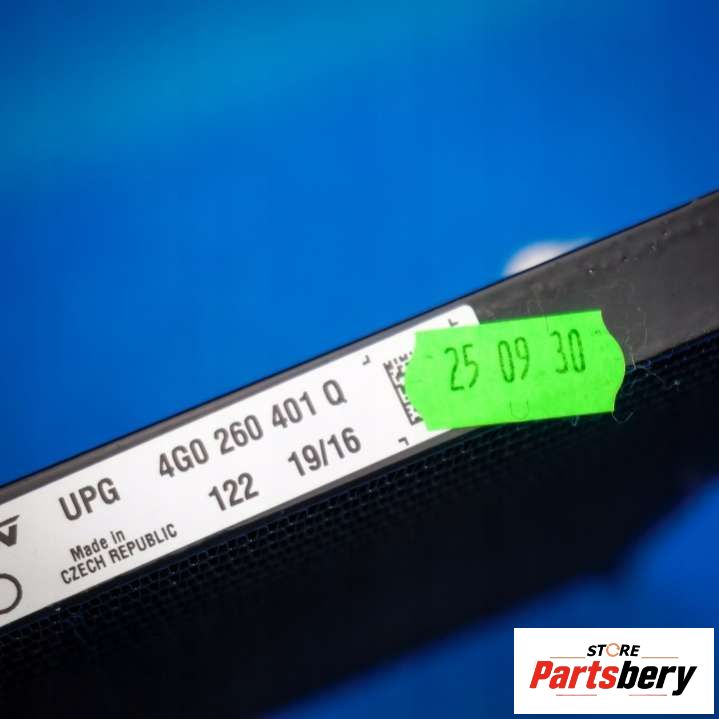 25 09 30
UPG 4G0 260 401 Q
Made in 122 19/16
CZECH REPUBLIC
STORE
Partsbery